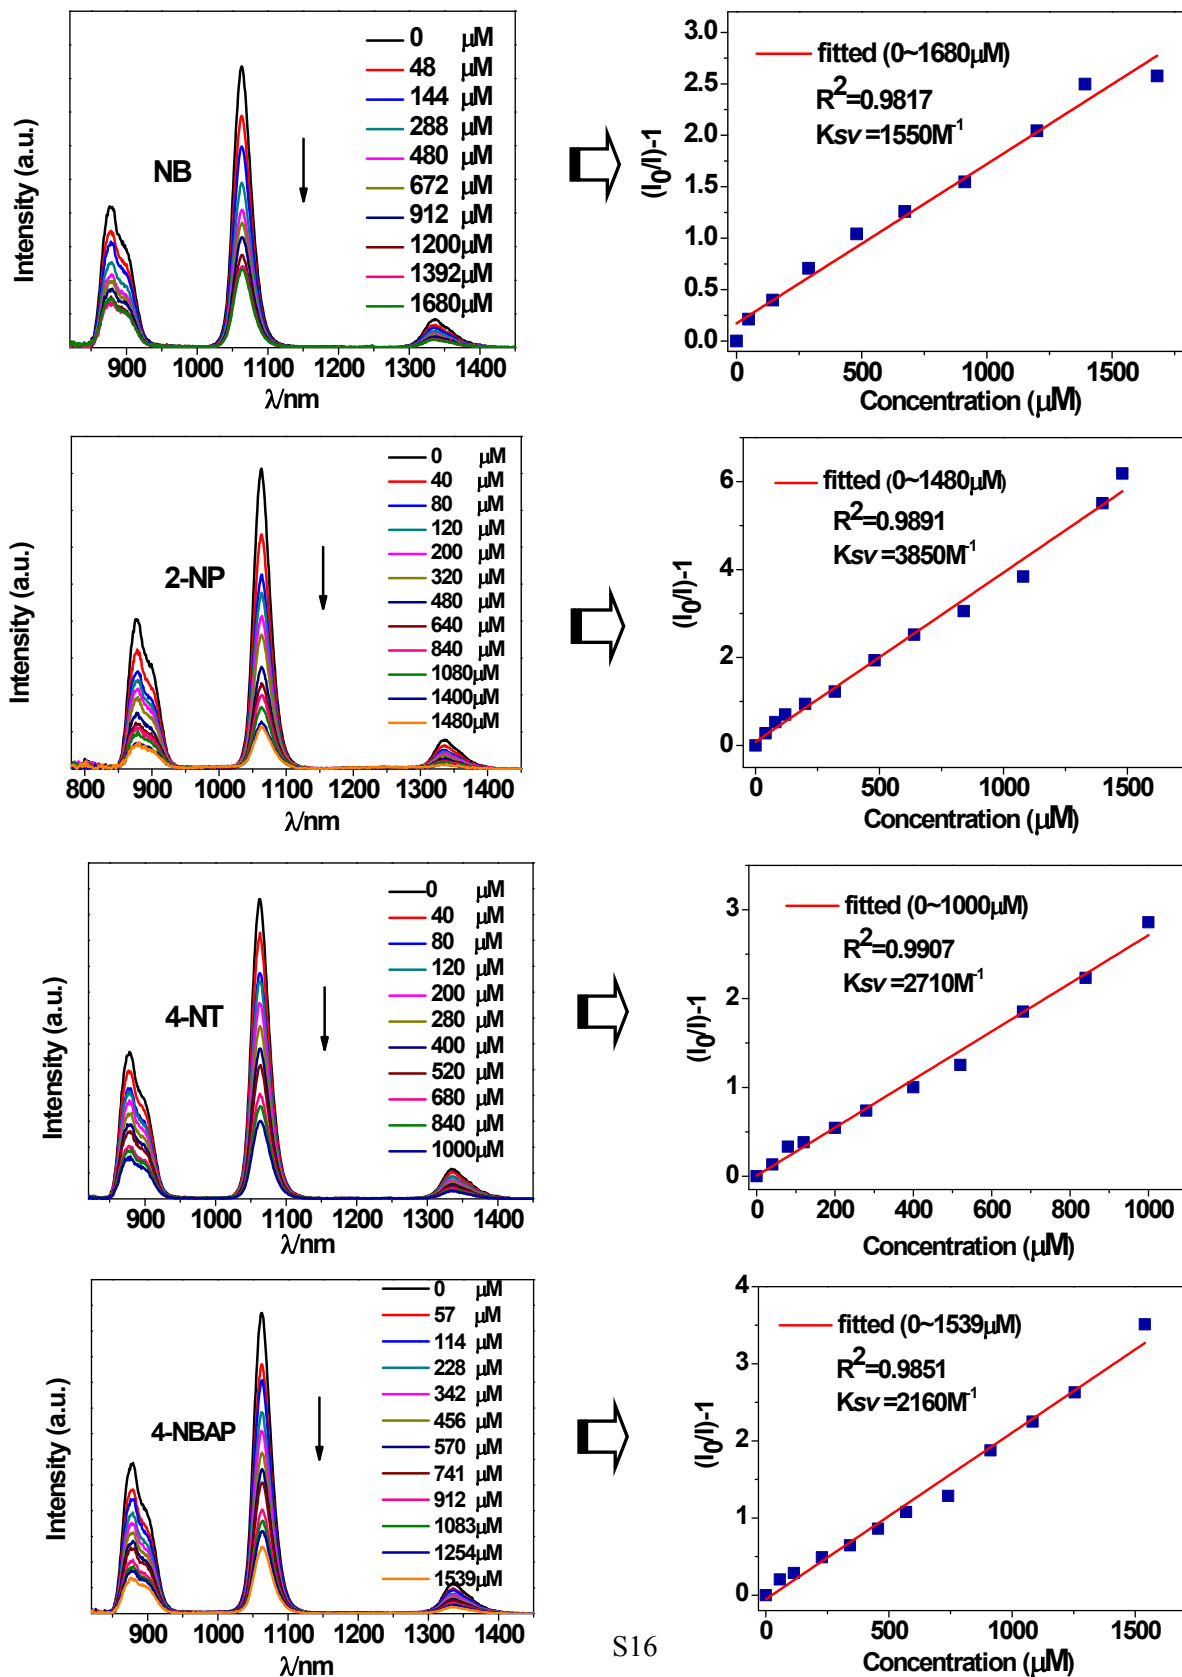 0 μM
48 μM
144 μM
288 μM
480 μM
672 μM
912 μM
1200μM
1392μM
1680μM
NB
Intensity (a.u.)
900 1000 1100 1200 1300 1400
λ/nm
fitted (0~1680μM)
R²=0.9817
Ksv =1550M⁻¹
(I₀/I)-1
3.0
2.5
2.0
1.5
1.0
0.5
0.0
0 500 1000 1500
Concentration (μM)
0 μM
40 μM
80 μM
120 μM
200 μM
320 μM
480 μM
640 μM
840 μM
1080μM
1400μM
1480μM
2-NP
Intensity (a.u.)
800 900 1000 1100 1200 1300 1400
λ/nm
fitted (0~1480μM)
R²=0.9891
Ksv =3850M⁻¹
(I₀/I)-1
6
4
2
0
0 500 1000 1500
Concentration (μM)
0 μM
40 μM
80 μM
120 μM
200 μM
280 μM
400 μM
520 μM
680 μM
840 μM
1000μM
4-NT
Intensity (a.u.)
900 1000 1100 1200 1300 1400
λ/nm
fitted (0~1000μM)
R²=0.9907
Ksv =2710M⁻¹
(I₀/I)-1
3
2
1
0
0 200 400 600 800 1000
Concentration (μM)
0 μM
57 μM
114 μM
228 μM
342 μM
456 μM
570 μM
741 μM
912 μM
1083μM
1254μM
1539μM
4-NBAP
Intensity (a.u.)
900 1000 1100 1200 1300 1400
λ/nm
fitted (0~1539μM)
R²=0.9851
Ksv =2160M⁻¹
(I₀/I)-1
4
3
2
1
0
0 500 1000 1500
Concentration (μM)
S16